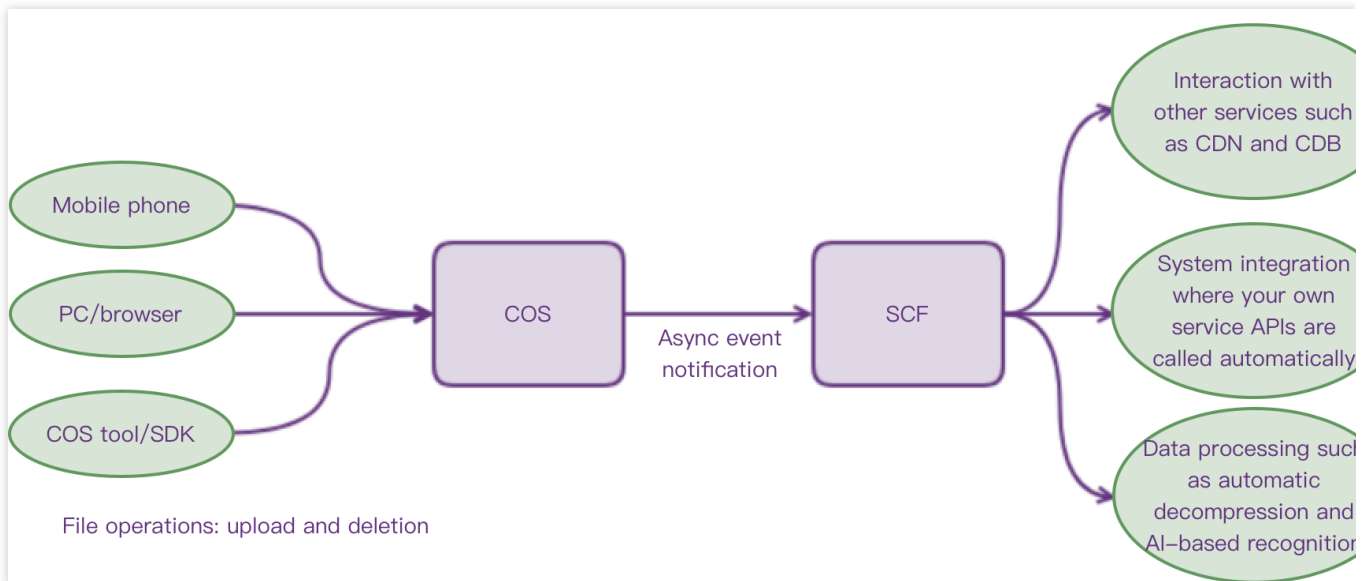 Mobile phone
PC/browser
COS tool/SDK
File operations: upload and deletion
COS
Async event
notification
SCF
Interaction with
other services such
as CDN and CDB
System integration
where your own
service APIs are
called automatically
Data processing such
as automatic
decompression and
AI-based recognition